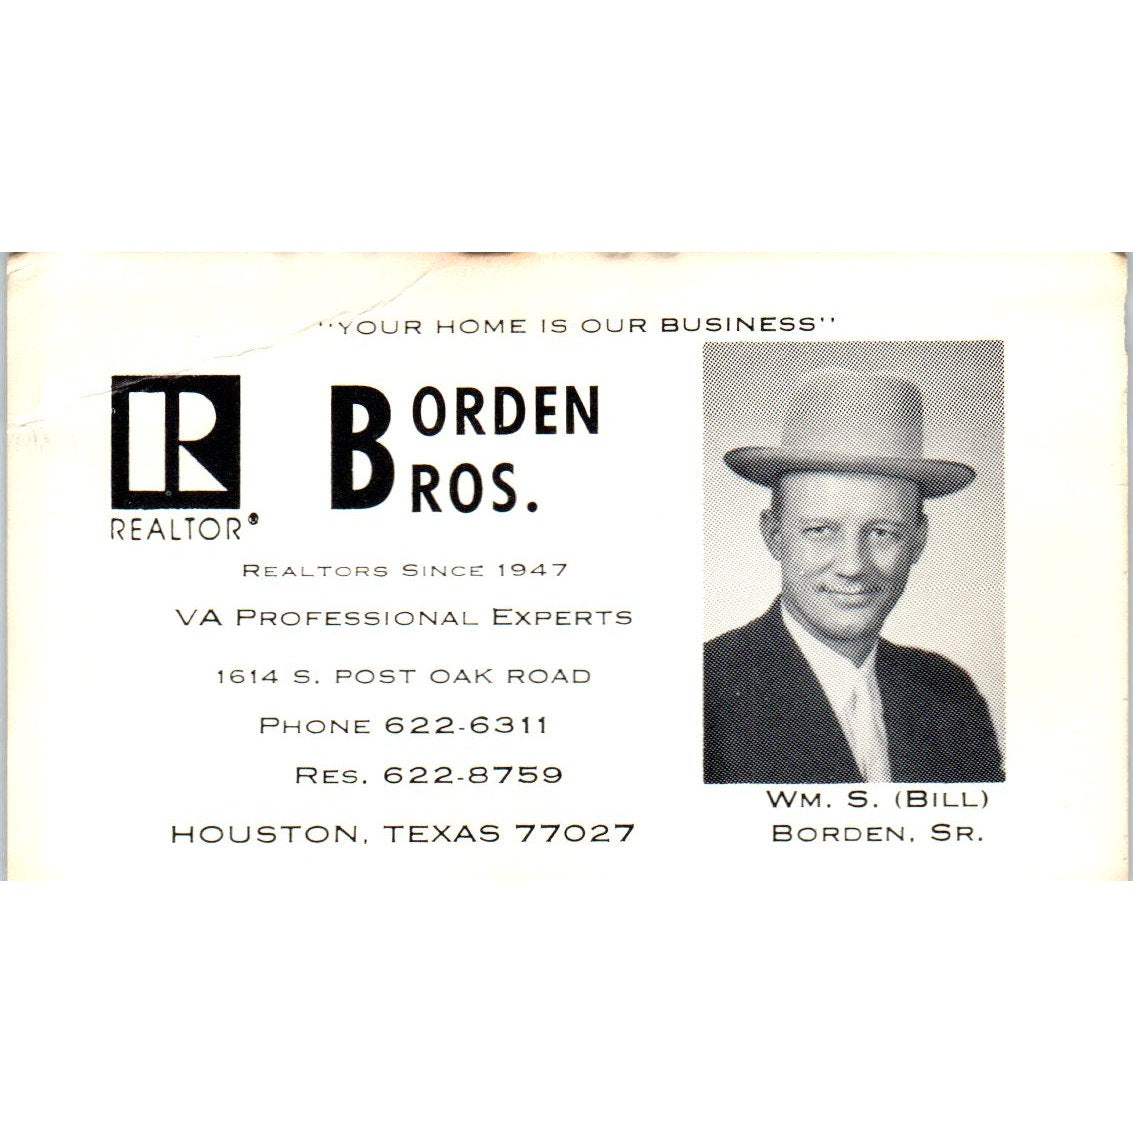 "YOUR HOME IS OUR BUSINESS"
R
REALTOR®
BORDEN
BROS.
REALTORS SINCE 1947
VA PROFESSIONAL EXPERTS
1614 S. POST OAK ROAD
PHONE 622-6311
RES. 622-8759
HOUSTON, TEXAS 77027
WM. S. (BILL)
BORDEN, SR.